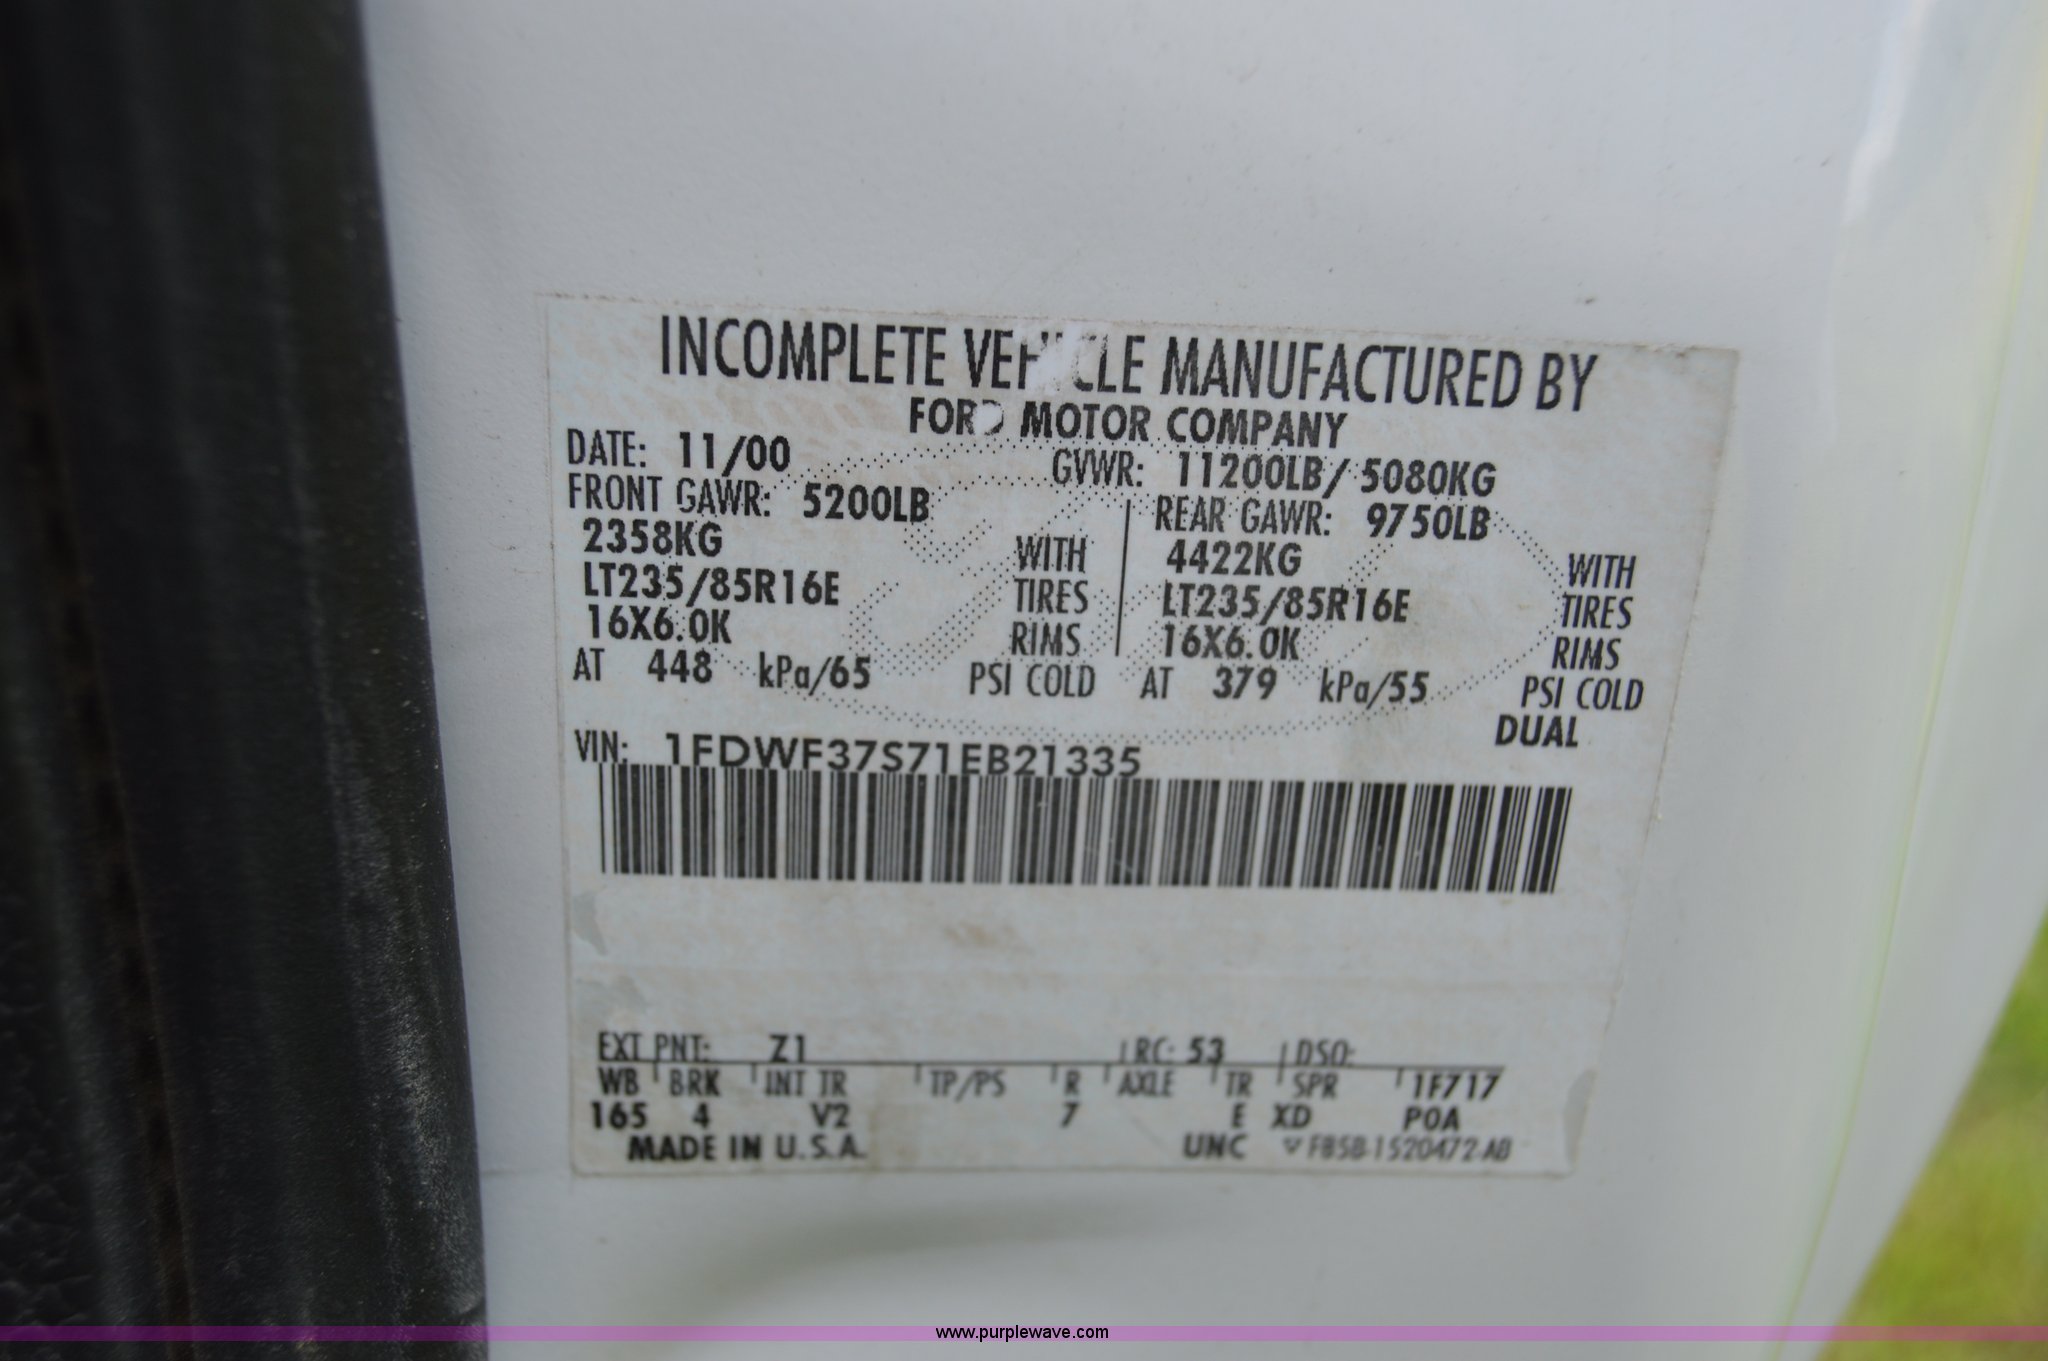 INCOMPLETE VEHICLE MANUFACTURED BY
FORD MOTOR COMPANY
DATE: 11/00 GVWR: 11200LB/ 5080KG
FRONT GAWR: 5200LB REAR GAWR: 9750LB
2358KG WITH 4422KG WITH
LT235/85R16E TIRES LT235/85R16E TIRES
16X6.0K RIMS 16X6.0K RIMS
AT 448 kPa/65 PSI COLD AT 379 kPa/55 PSI COLD
DUAL
VIN: 1FDWF37S71EB21335
EXT PNT: Z1 RC: 53 DSO:
WB BRK INT TR TP/PS R AXLE TR SPR 1F717
165 4 V2 7 E XD P0A
MADE IN U.S.A. UNC F85B-1520472-AB
www.purplewave.com